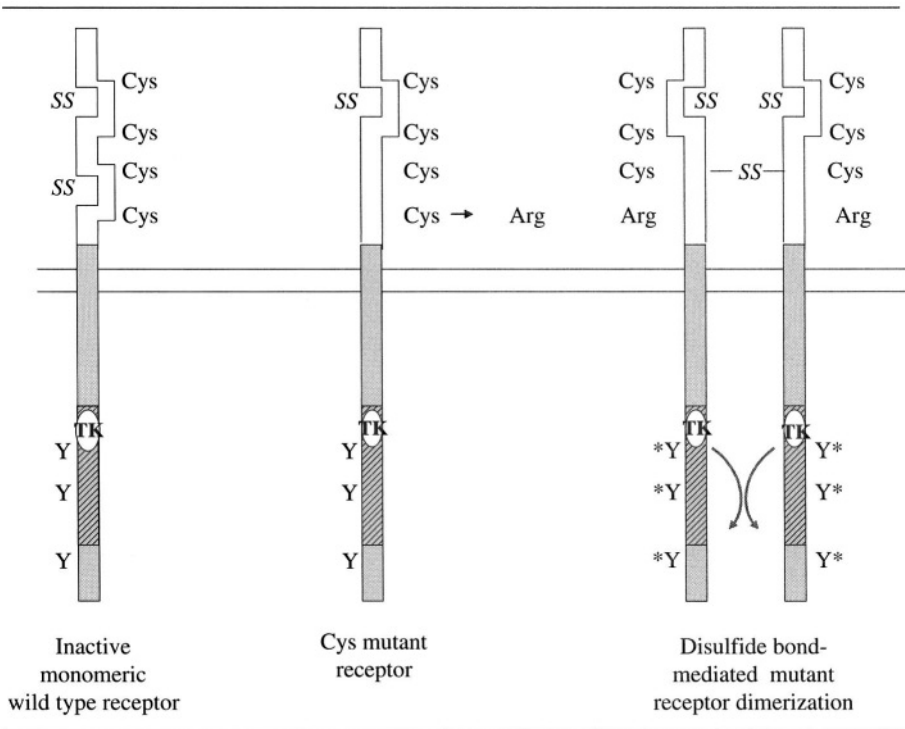 Cys Cys Cys Cys
SS SS SS SS
Cys Cys Cys Cys
Cys Cys Cys — SS — Cys
SS
Cys Cys → Arg Arg Arg
TK TK TK TK
Y Y *Y Y*
Y Y *Y Y*
Y Y *Y Y*
Inactive
monomeric
wild type receptor
Cys mutant
receptor
Disulfide bond-
mediated mutant
receptor dimerization